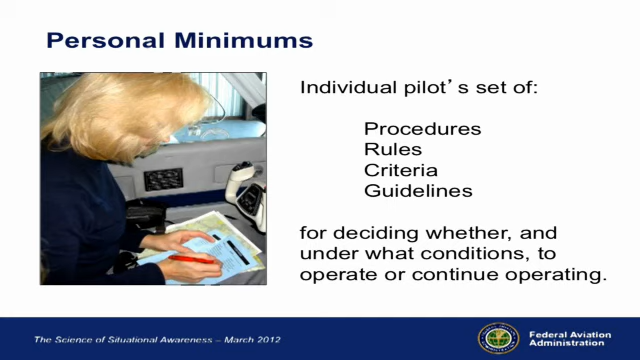 Personal Minimums
Individual pilot's set of:
Procedures
Rules
Criteria
Guidelines
for deciding whether, and
under what conditions, to
operate or continue operating.
The Science of Situational Awareness – March 2012
Federal Aviation
Administration